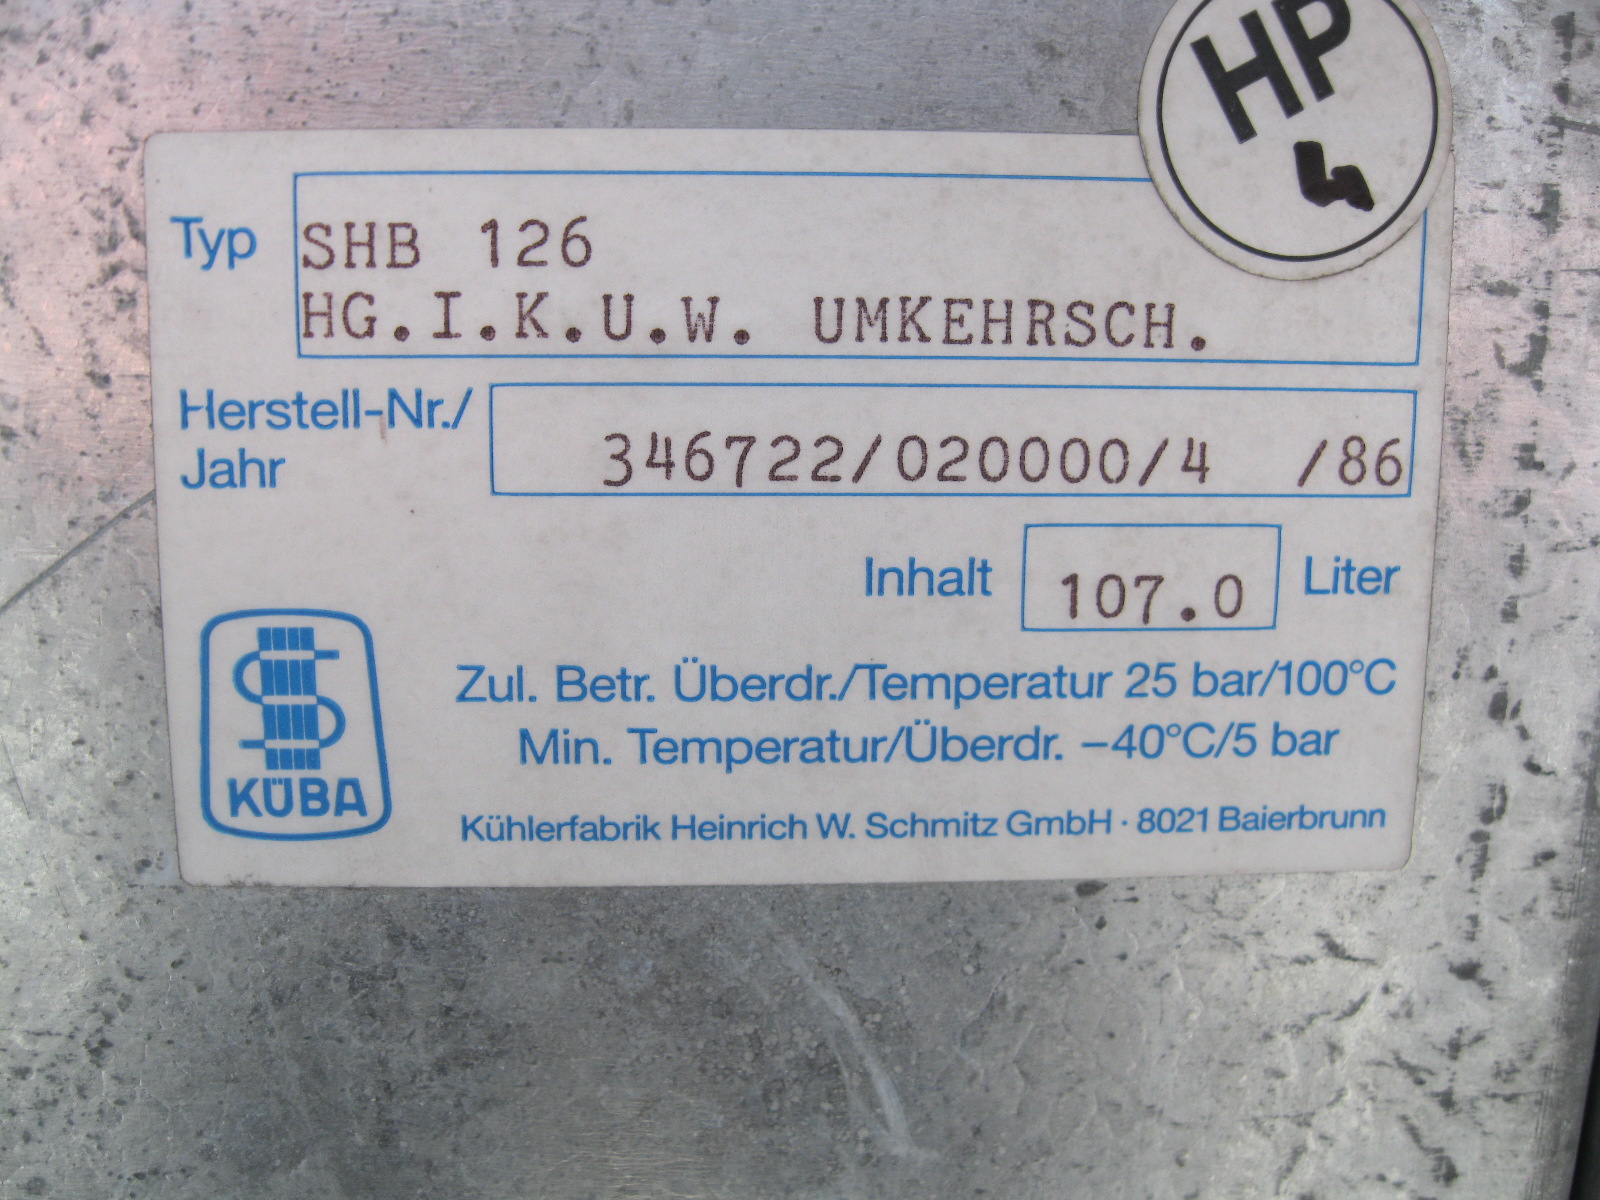 HP
4
Typ SHB 126
HG.I.K.U.W. UMKEHRSCH.
Herstell-Nr./
Jahr 346722/020000/4 /86
Inhalt 107.0 Liter
Zul. Betr. Überdr./Temperatur 25 bar/100°C
Min. Temperatur/Überdr. –40°C/5 bar
KÜBA
Kühlerfabrik Heinrich W. Schmitz GmbH · 8021 Baierbrunn